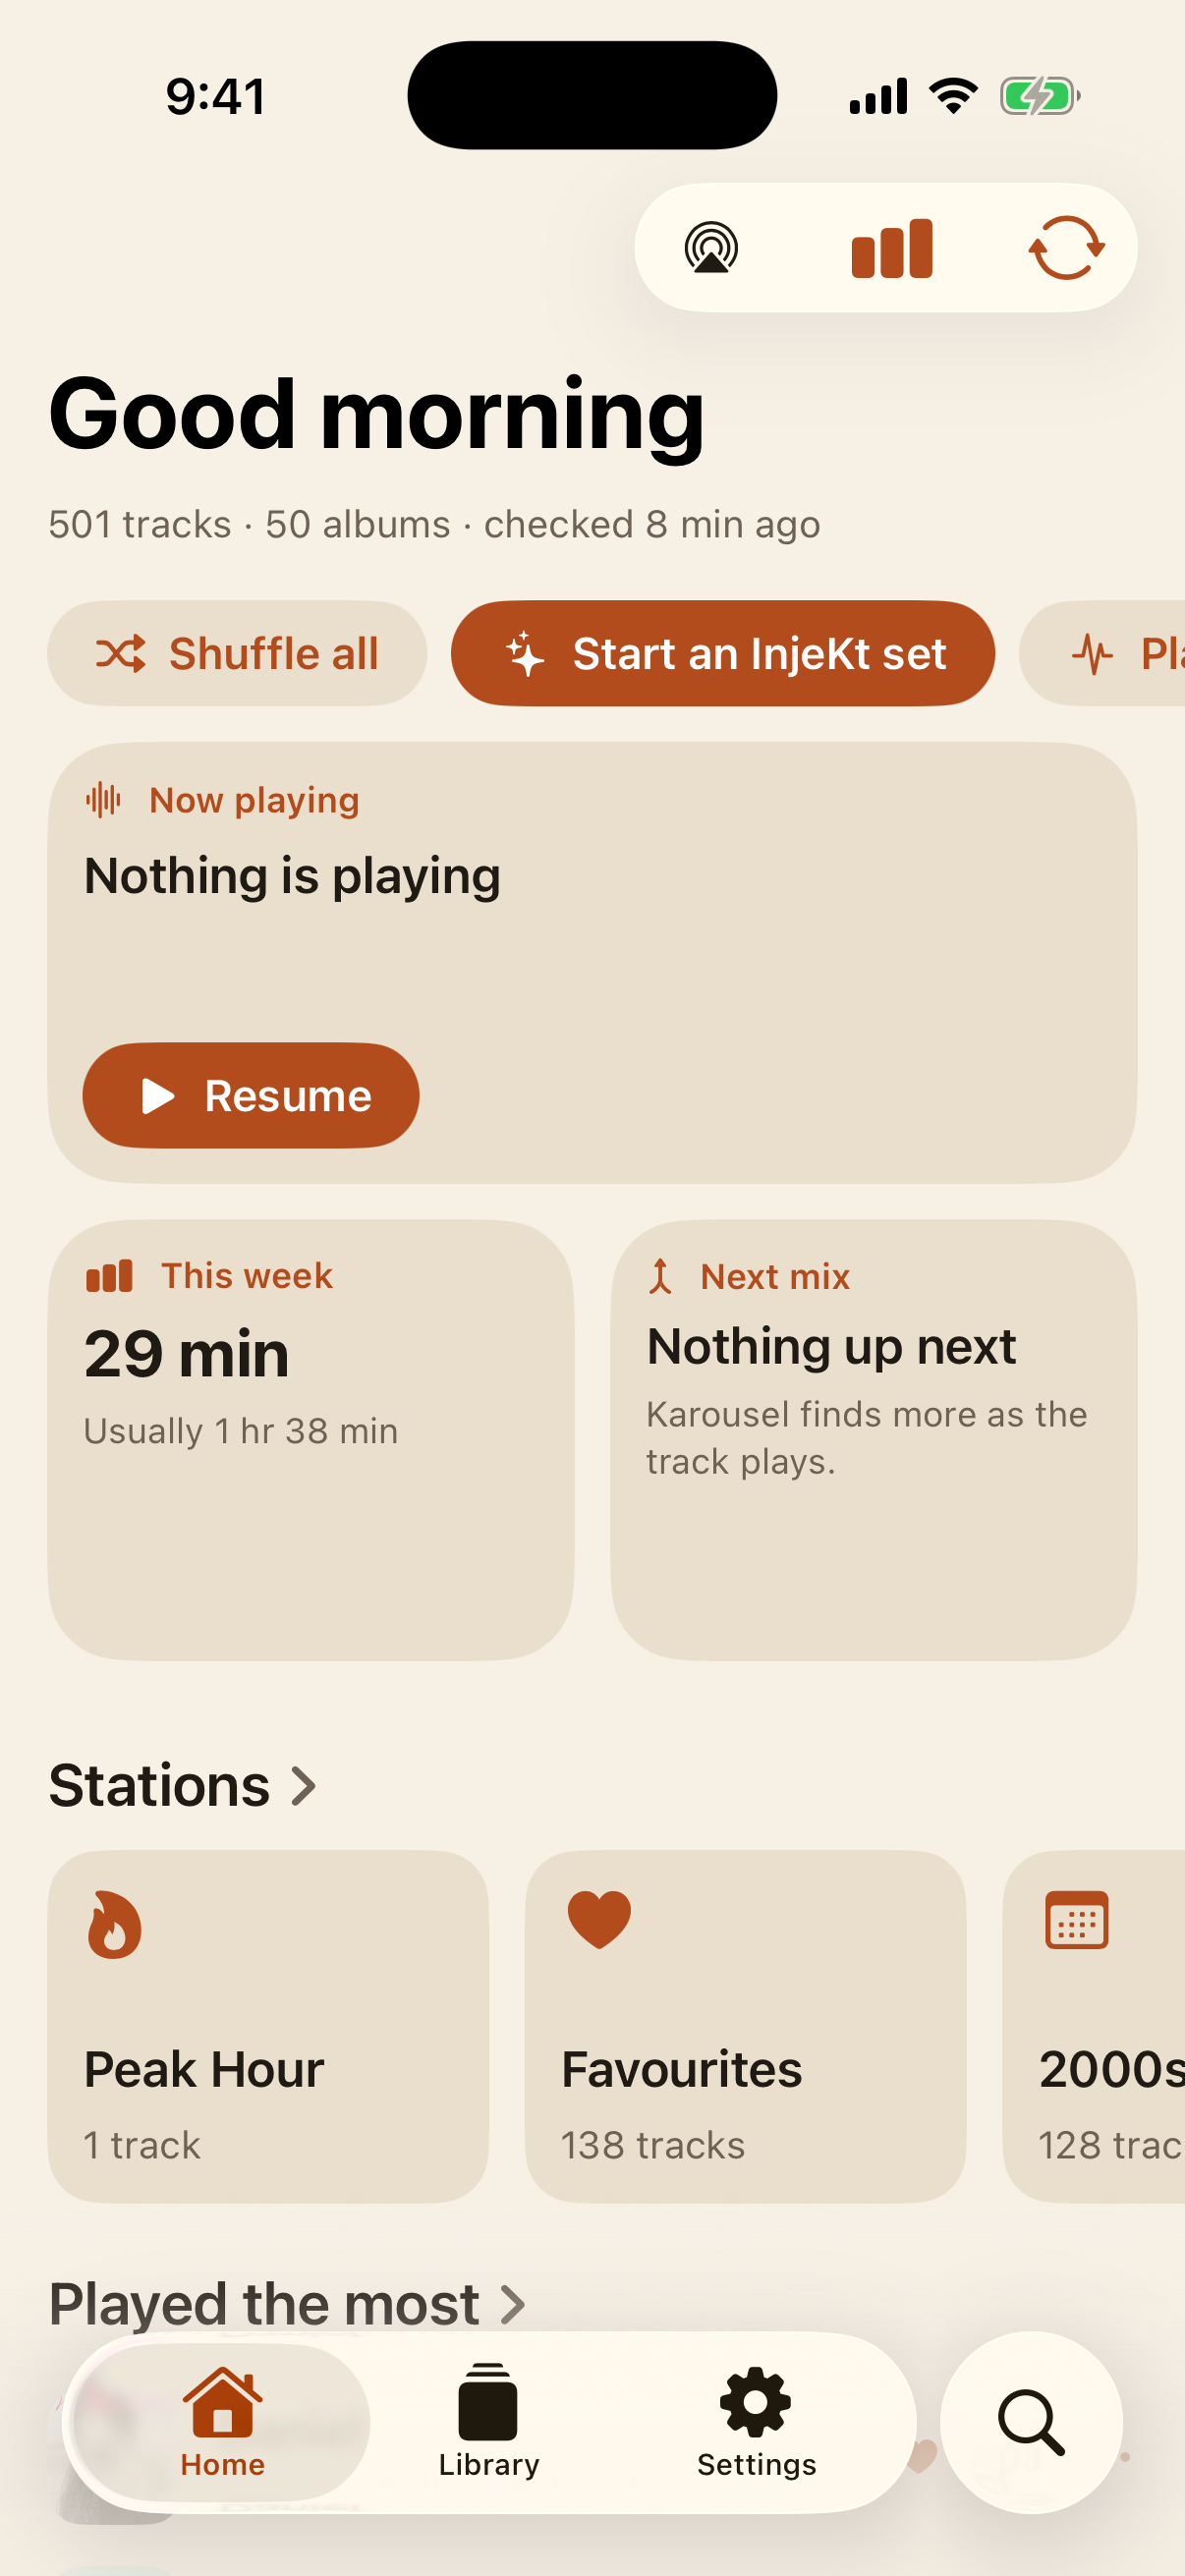 9:41
Good morning
501 tracks · 50 albums · checked 8 min ago
Shuffle all
Start an InjeKt set
Now playing
Nothing is playing
Resume
This week
29 min
Usually 1 hr 38 min
Next mix
Nothing up next
Karousel finds more as the
track plays.
Stations
Peak Hour
1 track
Favourites
138 tracks
2000s
128
Played the most
Home
Library
Settings